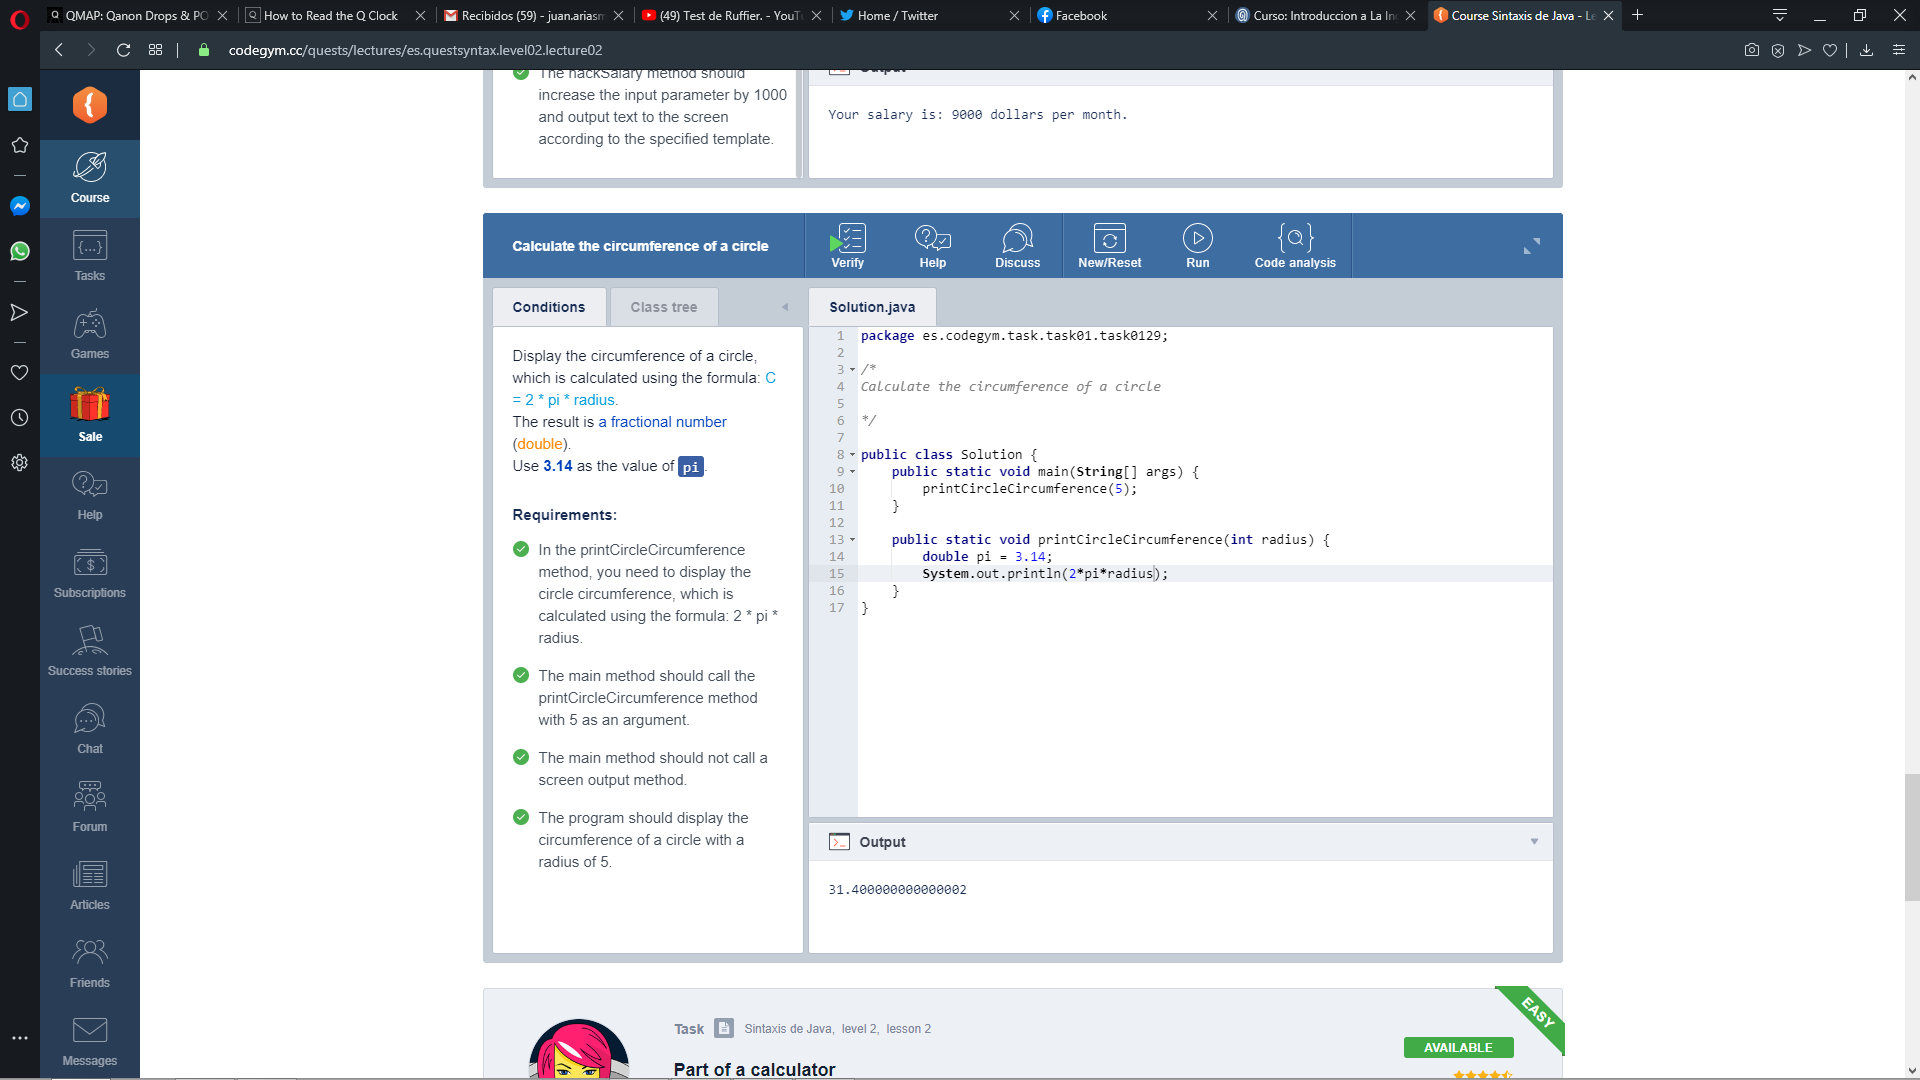 QMAP: Qanon Drops & PO
How to Read the Q Clock
Recibidos (59) - juan.ariasm
(49) Test de Ruffier. - YouT
Home / Twitter
Facebook
Curso: Introduccion a La In
Course Sintaxis de Java - Le
codegym.cc/quests/lectures/es.questsyntax.level02.lecture02
Course
Tasks
Games
Sale
Help
Subscriptions
Success stories
Chat
Forum
Articles
Friends
Messages
The hackSalary method should
increase the input parameter by 1000
and output text to the screen
according to the specified template.
Output
Your salary is: 9000 dollars per month.
Calculate the circumference of a circle
Verify
Help
Discuss
New/Reset
Run
Code analysis
Conditions
Class tree
Display the circumference of a circle,
which is calculated using the formula: C
= 2 * pi * radius.
The result is a fractional number
(double).
Use 3.14 as the value of pi.
Requirements:
In the printCircleCircumference
method, you need to display the
circle circumference, which is
calculated using the formula: 2 * pi *
radius.
The main method should call the
printCircleCircumference method
with 5 as an argument.
The main method should not call a
screen output method.
The program should display the
circumference of a circle with a
radius of 5.
Solution.java
1 package es.codegym.task.task01.task0129;
2
3 /*
4 Calculate the circumference of a circle
5
6 */
7
8 public class Solution {
9 public static void main(String[] args) {
10 printCircleCircumference(5);
11 }
12
13 public static void printCircleCircumference(int radius) {
14 double pi = 3.14;
15 System.out.println(2*pi*radius);
16 }
17 }
Output
31.400000000000002
Task Sintaxis de Java, level 2, lesson 2
Part of a calculator
EASY
AVAILABLE